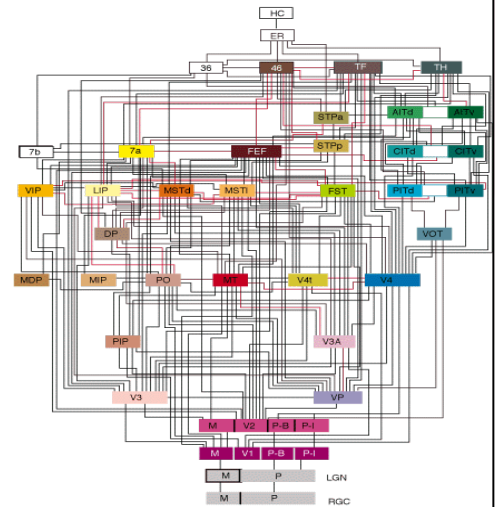 HC
ER
36 46 TF TH
STPa AITd AITv
7b 7a FEF STPp CITd CITv
VIP LIP MSTd MSTl FST PITd PITv
DP VOT
MDP MIP PO MT V4t V4
PIP V3A
V3 VP
M V2 P-B P-I
M V1 P-B P-I
M P LGN
M P RGC